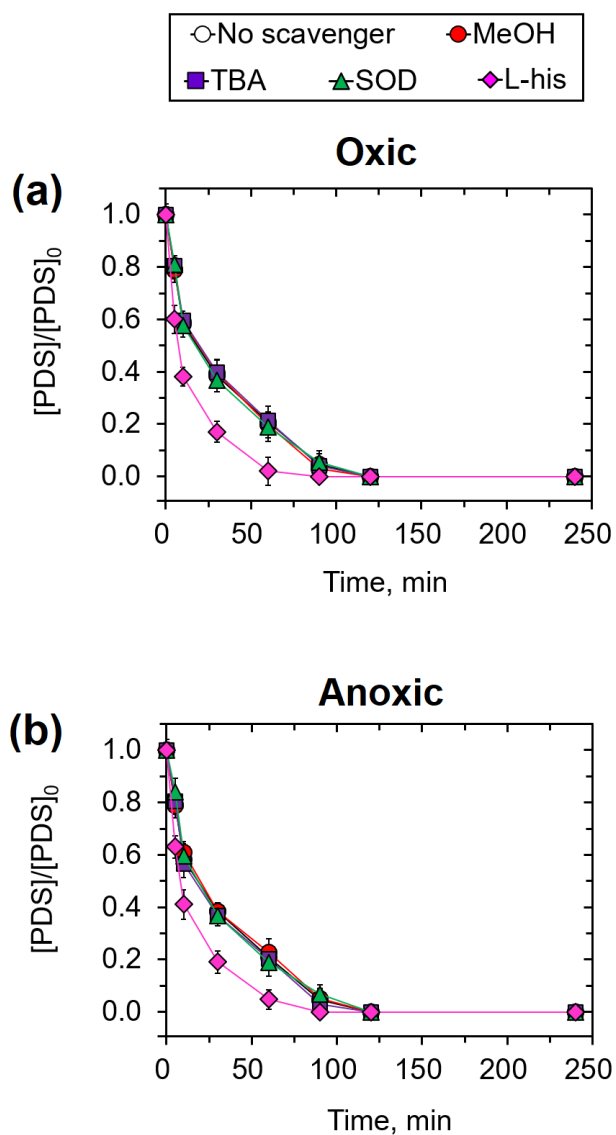 No scavenger MeOH
TBA SOD L-his
Oxic
(a)
1.0
0.8
0.6
0.4
0.2
0.0
[PDS]/[PDS]0
0 50 100 150 200 250
Time, min
Anoxic
(b)
1.0
0.8
0.6
0.4
0.2
0.0
[PDS]/[PDS]0
0 50 100 150 200 250
Time, min